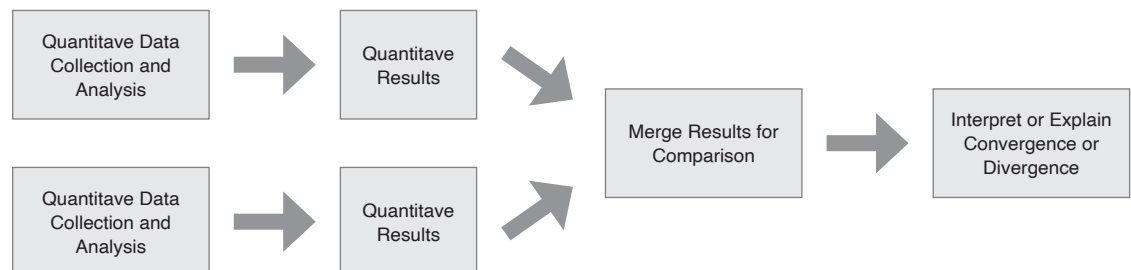 Quantitave Data
Collection and
Analysis
Quantitave
Results
Quantitave Data
Collection and
Analysis
Quantitave
Results
Merge Results for
Comparison
Interpret or Explain
Convergence or
Divergence